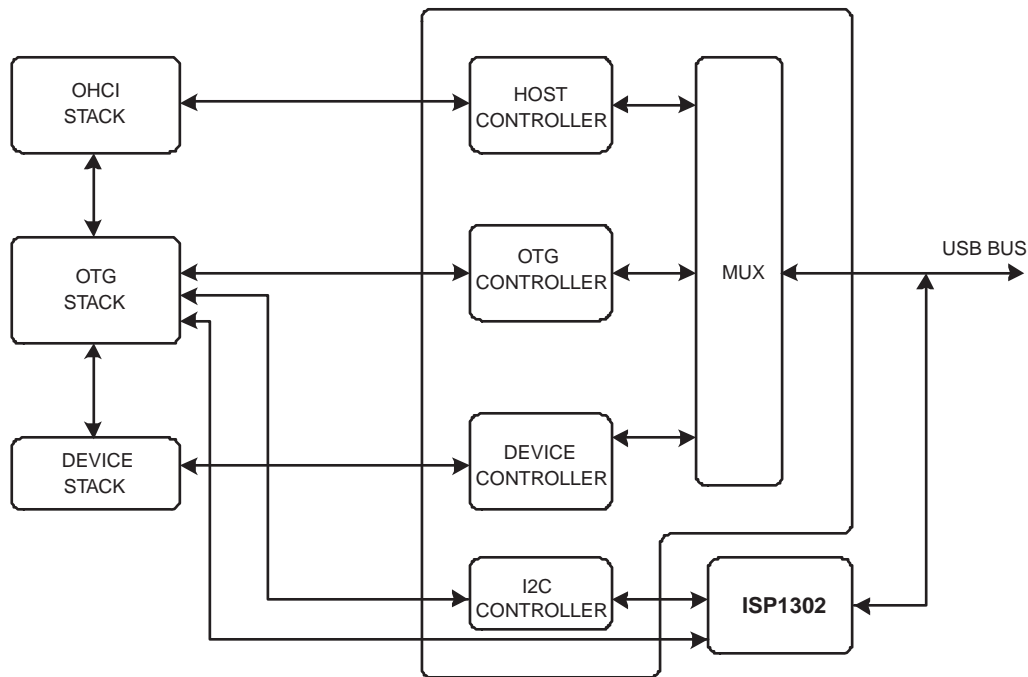 OHCI
STACK
HOST
CONTROLLER
OTG
STACK
OTG
CONTROLLER
MUX
USB BUS
DEVICE
STACK
DEVICE
CONTROLLER
I2C
CONTROLLER
ISP1302